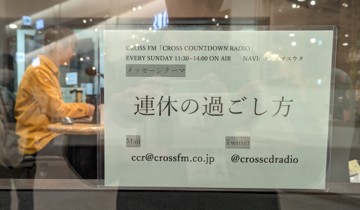 CROSS FM「CROSS COUNTDOWN RADIO」
EVERY SUNDAY 11:30-14:00 ON AIR NAVI:
メッセージテーマ
連休の過ごし方
Mail
Twitter
ccr@crossfm.co.jp
@crosscdradio